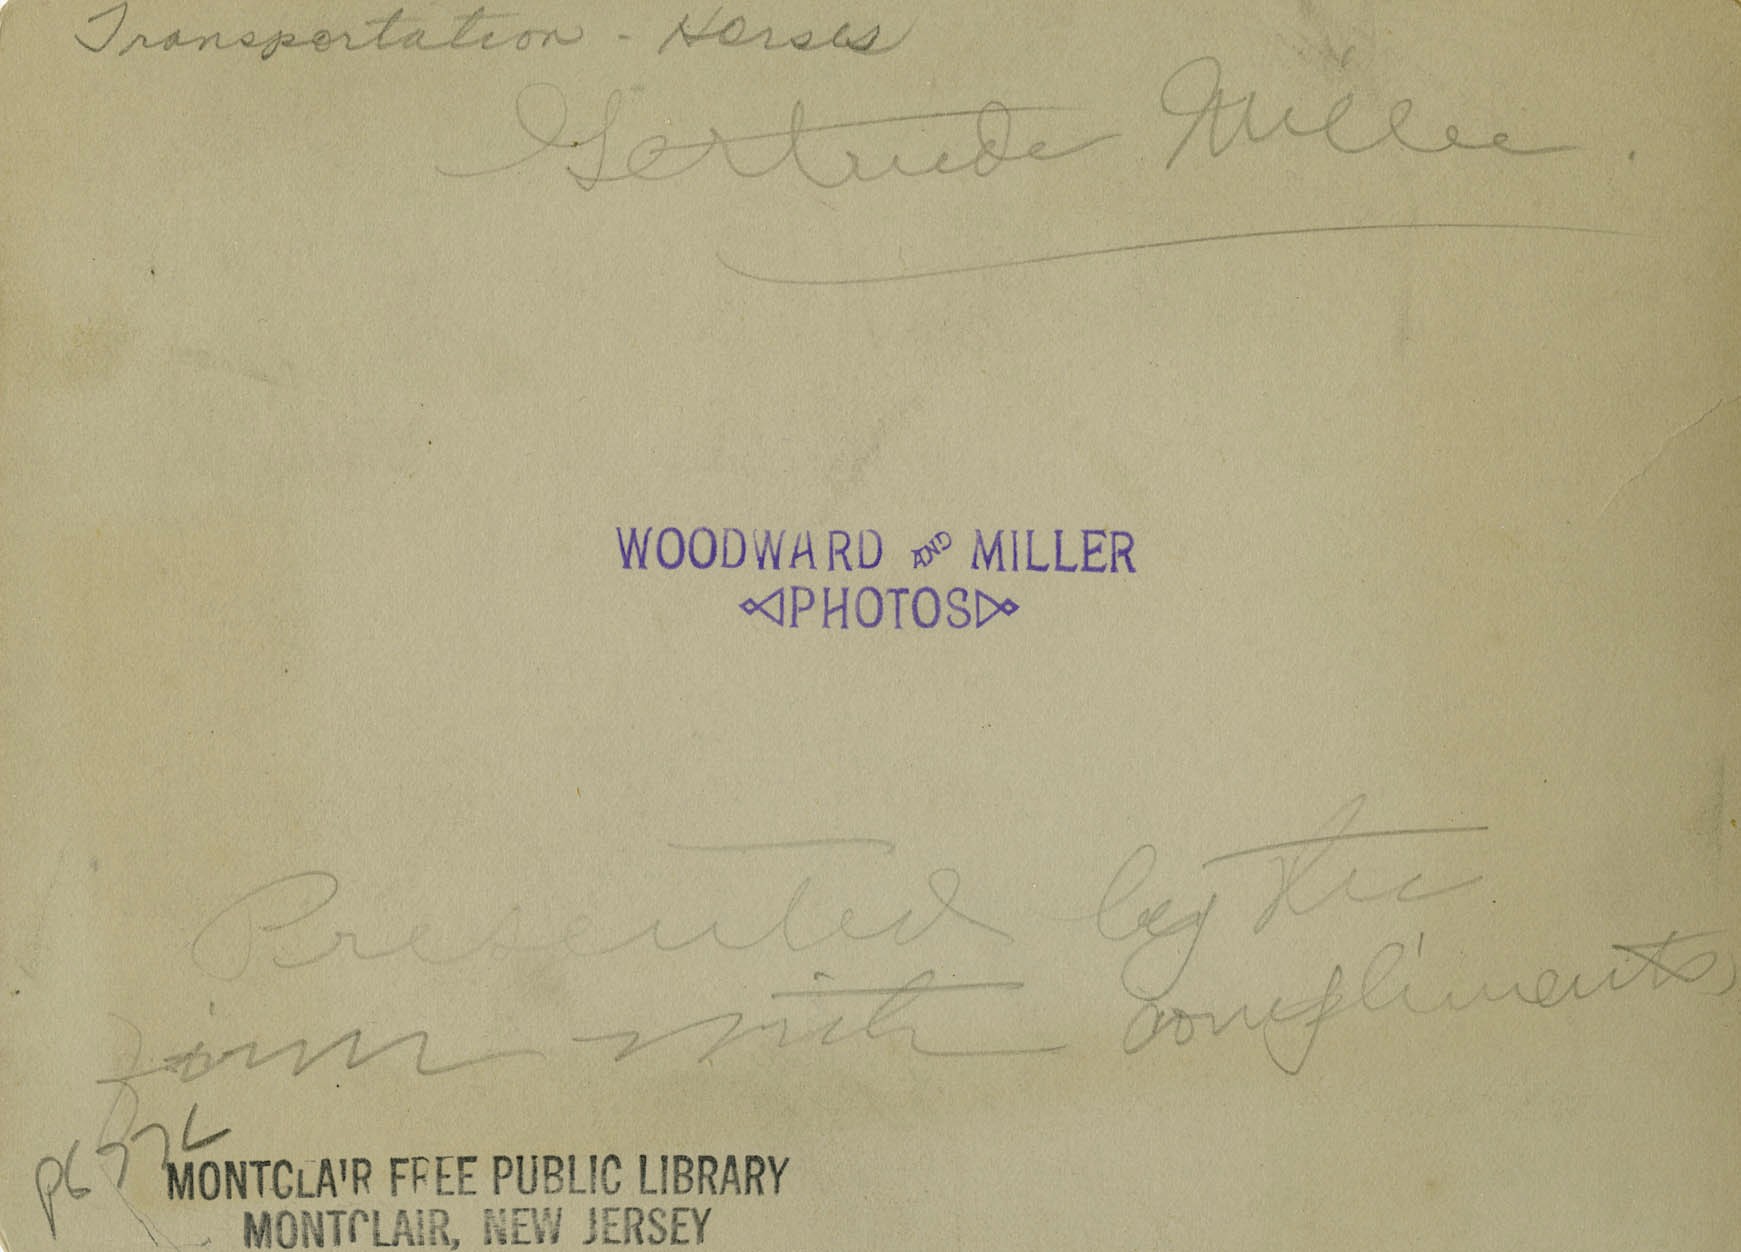 Transportation - Horses
Gertrude Miller.
WOODWARD AND MILLER
PHOTOS
Presented by the
firm with compliments
MONTCLAIR FREE PUBLIC LIBRARY
MONTCLAIR, NEW JERSEY